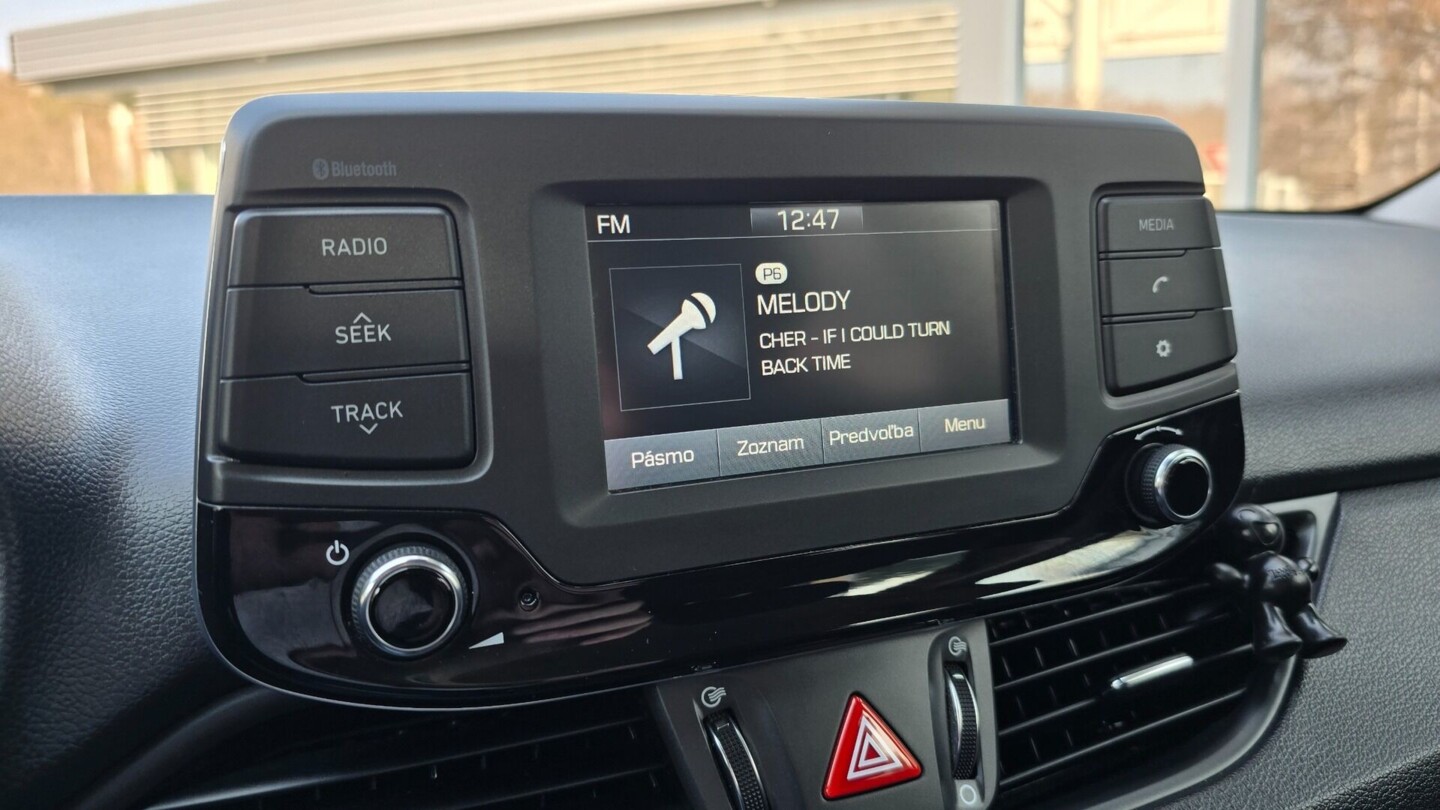 Bluetooth
RADIO
SEEK
TRACK
FM
12:47
P6
MELODY
CHER - IF I COULD TURN
BACK TIME
Pásmo
Zoznam
Predvoľba
Menu
MEDIA